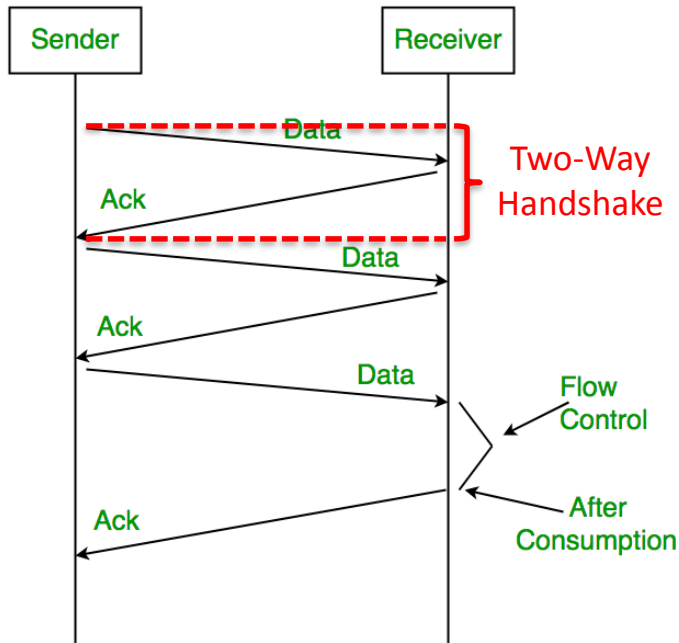 Sender
Receiver
Data
Two-Way
Handshake
Ack
Data
Ack
Data
Flow
Control
Ack
After
Consumption